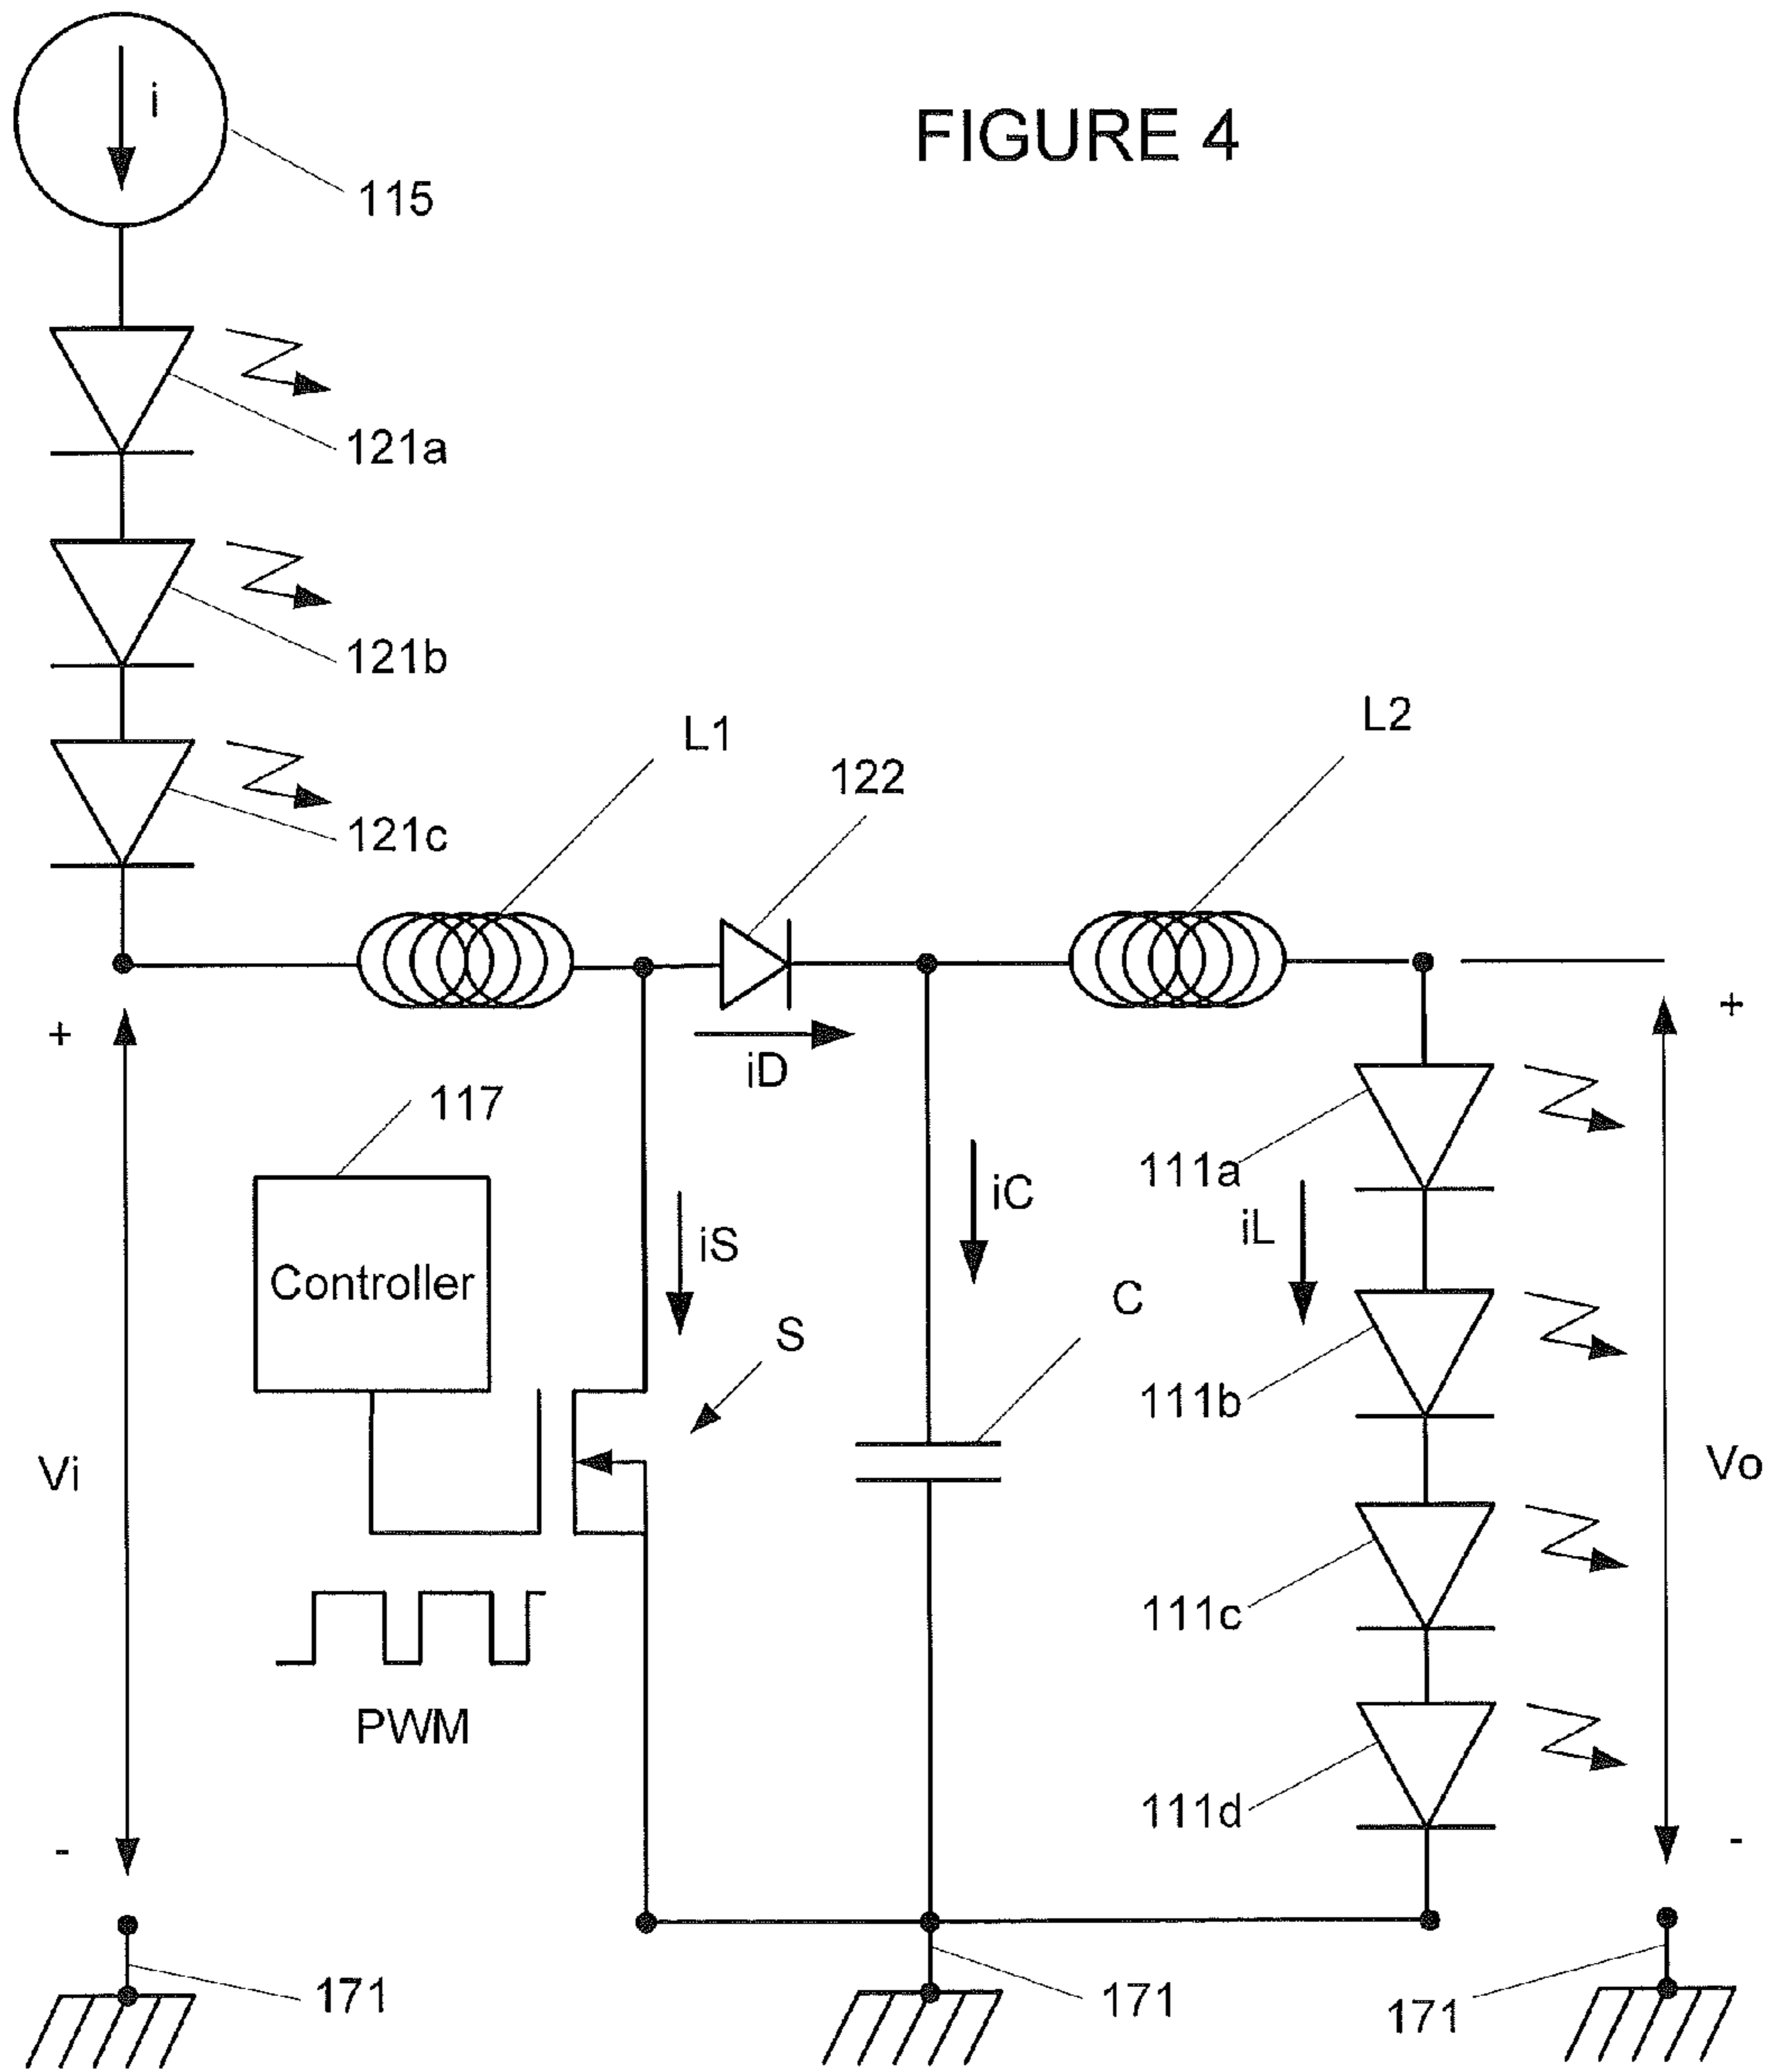 FIGURE 4
i
115
121a
121b
121c
L1
122
L2
+
iD
+
117
111a
Controller
iS
iC
iL
S
C
111b
Vi
Vo
111c
PWM
111d
-
-
171
171
171